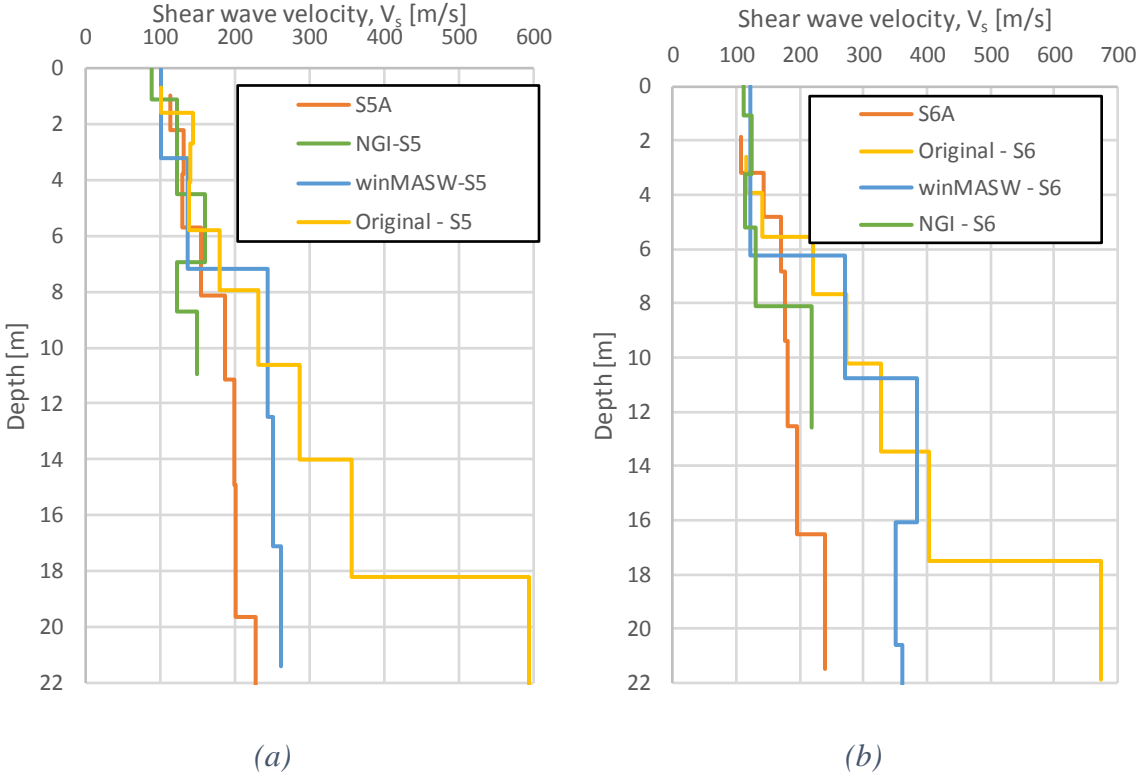 Shear wave velocity, Vs [m/s]
0 100 200 300 400 500 600
0
2
4
6
8
10
12
14
16
18
20
22
Depth [m]
S5A
NGI-S5
winMASW-S5
Original - S5
(a)
Shear wave velocity, Vs [m/s]
0 100 200 300 400 500 600 700
0
2
4
6
8
10
12
14
16
18
20
22
Depth [m]
S6A
Original - S6
winMASW - S6
NGI - S6
(b)